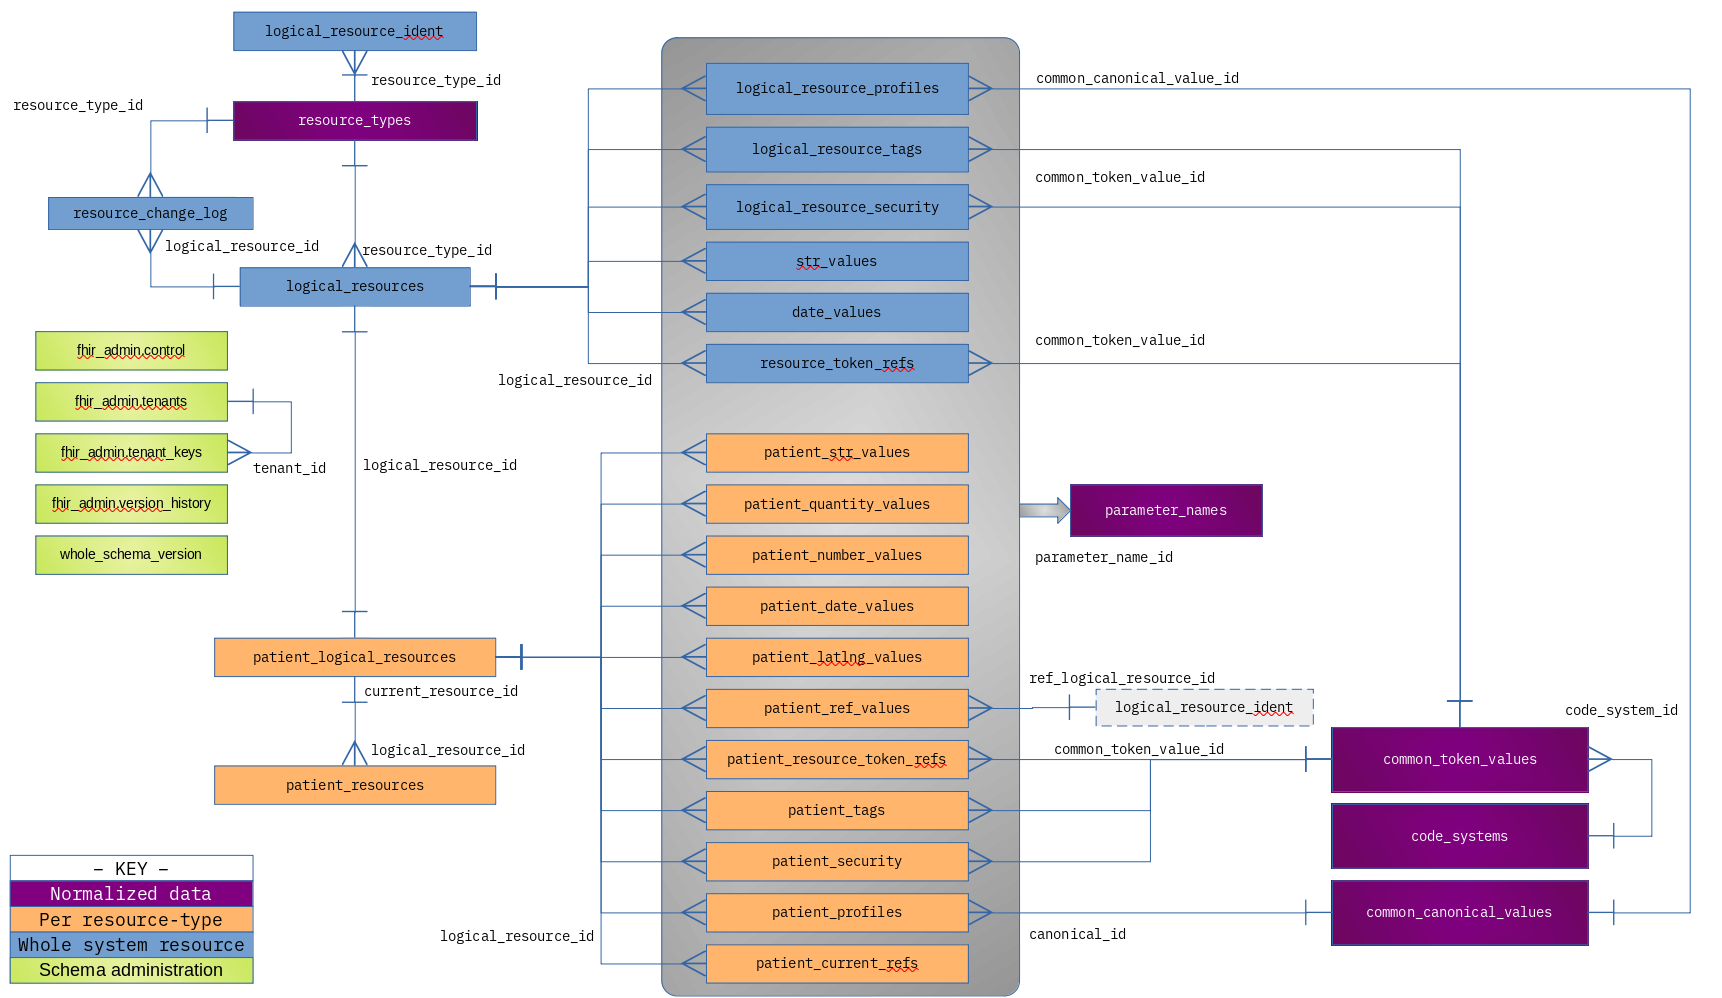 logical_resource_ident
resource_type_id
resource_type_id
resource_types
resource_change_log
logical_resource_id
resource_type_id
logical_resources
fhir_admin.control
fhir_admin.tenants
fhir_admin.tenant_keys
tenant_id
fhir_admin.version_history
whole_schema_version
logical_resource_id
logical_resource_id
patient_logical_resources
current_resource_id
logical_resource_id
patient_resources
– KEY –
Normalized data
Per resource-type
Whole system resource
Schema administration
logical_resource_id
logical_resource_profiles
logical_resource_tags
logical_resource_security
str_values
date_values
resource_token_refs
patient_str_values
patient_quantity_values
patient_number_values
patient_date_values
patient_latlng_values
patient_ref_values
patient_resource_token_refs
patient_tags
patient_security
patient_profiles
patient_current_refs
common_canonical_value_id
common_token_value_id
common_token_value_id
parameter_names
parameter_name_id
ref_logical_resource_id
logical_resource_ident
code_system_id
common_token_value_id
common_token_values
code_systems
common_canonical_values
canonical_id